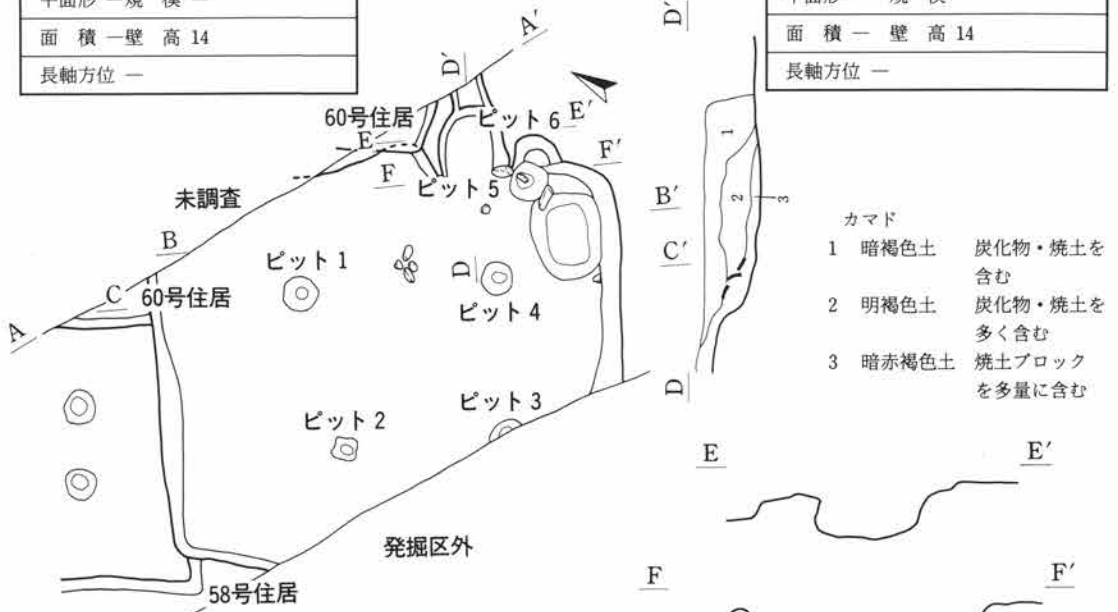 面 積 ― 壁 高 14
長軸方位 ―
面 積 ― 壁 高 14
長軸方位 ―
A'
D'
D'
60号住居
ピット 6
E'
E
F'
F
ピット 5
未調査
B'
B
ピット 1
D
C'
C
60号住居
ピット 4
A
ピット 3
ピット 2
発掘区外
58号住居
1
2
3
D
カマド
1 暗褐色土 炭化物・焼土を
含む
2 明褐色土 炭化物・焼土を
多く含む
3 暗赤褐色土 焼土ブロック
を多量に含む
E
E'
F
F'